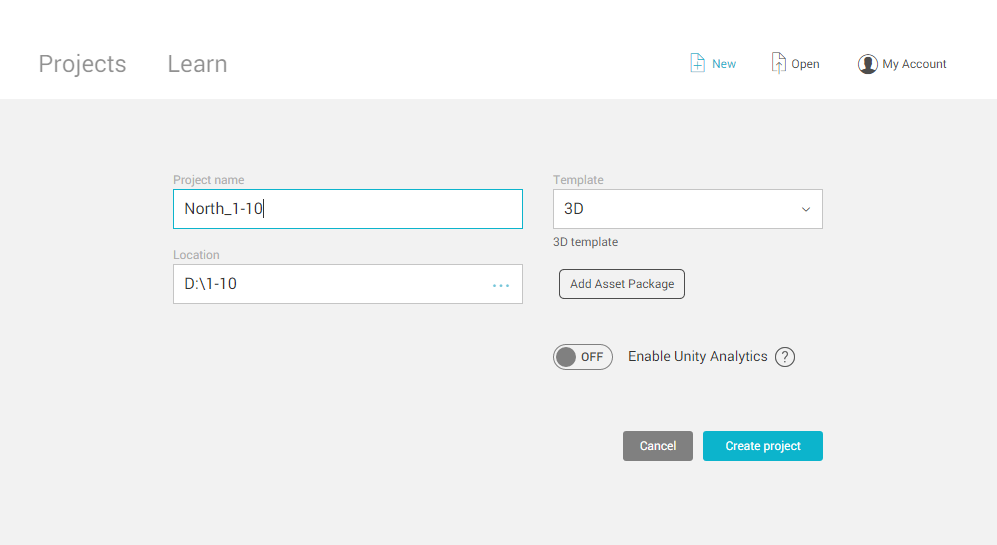 Projects Learn New Open My Account
Project name
North_1-10
Location
D:\1-10
...
Template
3D
3D template
Add Asset Package
OFF Enable Unity Analytics ?
Cancel Create project